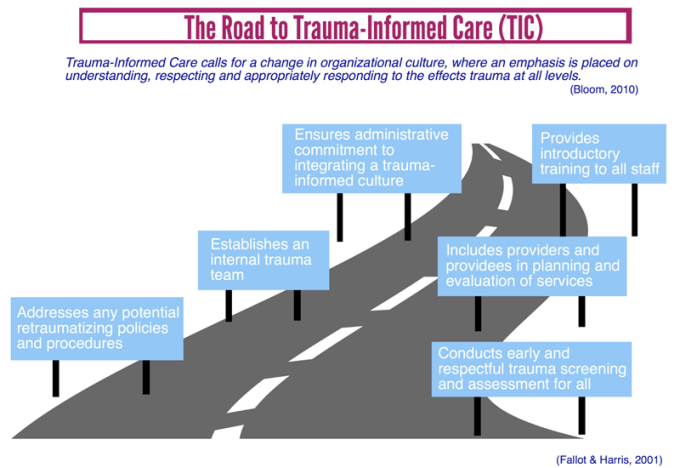 The Road to Trauma-Informed Care (TIC)
Trauma-Informed Care calls for a change in organizational culture, where an emphasis is placed on
understanding, respecting and appropriately responding to the effects trauma at all levels.
(Bloom, 2010)
Ensures administrative
commitment to
integrating a trauma-
informed culture
Provides
introductory
training to all staff
Establishes an
internal trauma
team
Includes providers and
providees in planning and
evaluation of services
Addresses any potential
retraumatizing policies
and procedures
Conducts early and
respectful trauma screening
and assessment for all
(Fallot & Harris, 2001)